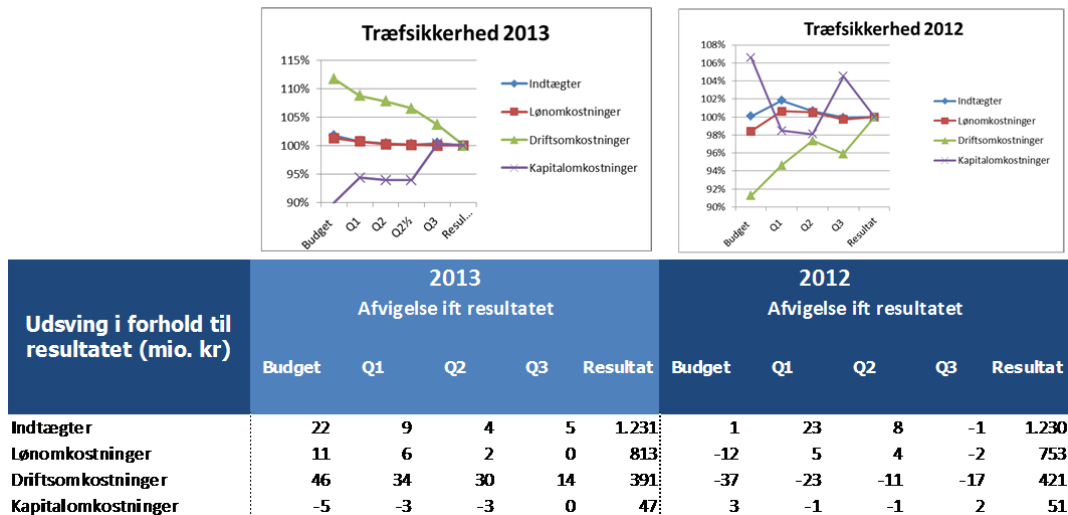 Træfsikkerhed 2013
115%
110%
105%
100%
95%
90%
Budget
Q1
Q2
Q2½
Q3
Resul...
Indtægter
Lønomkostninger
Driftsomkostninger
Kapitalomkostninger
Træfsikkerhed 2012
108%
106%
104%
102%
100%
98%
96%
94%
92%
90%
Budget
Q1
Q2
Q3
Resultat
Indtægter
Lønomkostninger
Driftsomkostninger
Kapitalomkostninger
Udsving i forhold til
resultatet (mio. kr)
2013 2012
Afvigelse ift resultatet Afvigelse ift resultatet
Budget Q1 Q2 Q3 Resultat Budget Q1 Q2 Q3 Resultat
Indtægter 22 9 4 5 1.231 1 23 8 -1 1.230
Lønomkostninger 11 6 2 0 813 -12 5 4 -2 753
Driftsomkostninger 46 34 30 14 391 -37 -23 -11 -17 421
Kapitalomkostninger -5 -3 -3 0 47 3 -1 -1 2 51